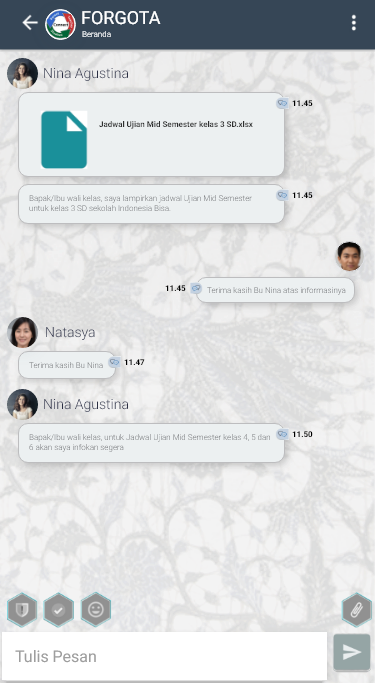 FORGOTA
Beranda
Nina Agustina
11.45
Jadwal Ujian Mid Semester kelas 3 SD.xlsx
11.45
Bapak/Ibu wali kelas, saya lampirkan jadwal Ujian Mid Semester
untuk kelas 3 SD sekolah Indonesia Bisa.
11.45
Terima kasih Bu Nina atas informasinya
Natasya
Terima kasih Bu Nina
11.47
Nina Agustina
11.50
Bapak/Ibu wali kelas, untuk Jadwal Ujian Mid Semester kelas 4, 5 dan
6 akan saya infokan segera
Tulis Pesan